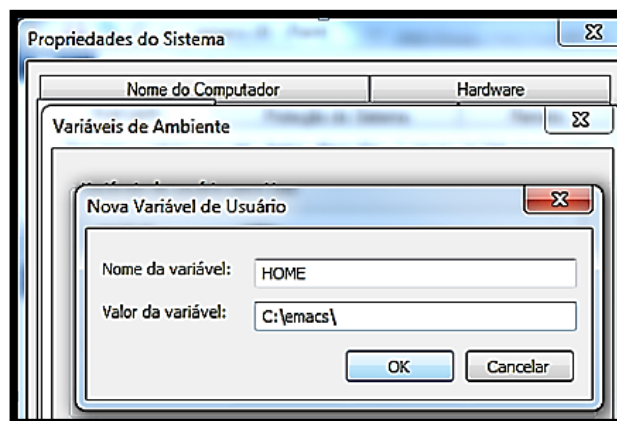 Propriedades do Sistema
Nome do Computador Hardware
Variáveis de Ambiente
Nova Variável de Usuário
Nome da variável: HOME
Valor da variável: C:\emacs\
OK Cancelar